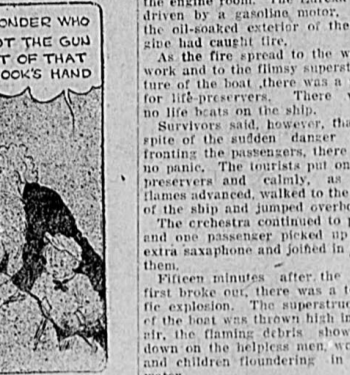 ONDER WHO
OT THE GUN
T OF THAT
OOK'S HAND
the engine room.
driven by a gasoline motor,
the oil-soaked exterior of the
gine had caught fire.
As the fire spread to the w
work and to the flimsy superst
ture of the boat ,there was a
for life-preservers. There
no life boats on the ship.
Survivors said, however, tha
spite of the sudden danger
fronting the passengers, there
no panic. The tourists put on
preservers and calmly, as
flames advanced, walked to the
of the ship and jumped overbo
The orchestra continued to p
and one passenger picked up
extra saxaphone and joined in
them.
Fifteen minutes after the
first broke out, there was a t
fic explosion. The superstruc
of the boat was thrown high in
air, the flaming debris show
down on the helpless men, wo
and children floundering in